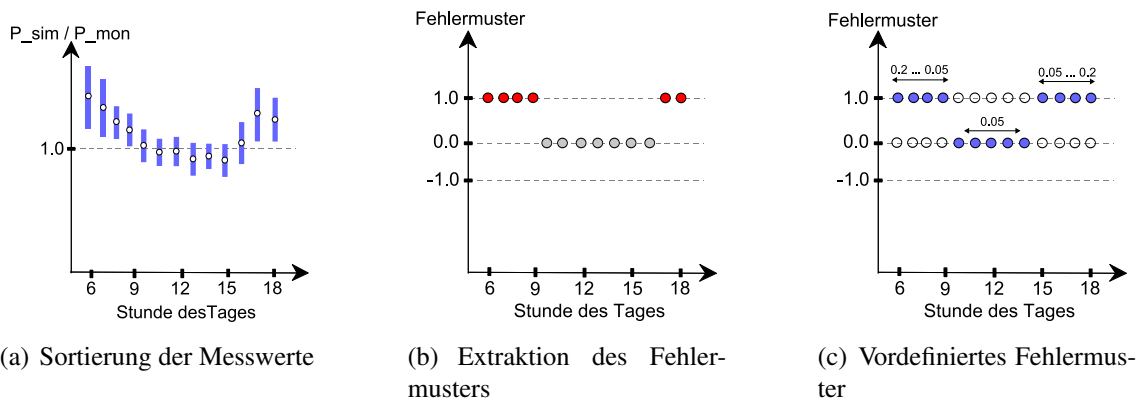 P_sim / P_mon
1.0
6 9 12 15 18
Stunde desTages
(a) Sortierung der Messwerte
Fehlermuster
1.0
0.0
-1.0
6 9 12 15 18
Stunde des Tages
(b) Extraktion des Fehler-
musters
Fehlermuster
0.2 ... 0.05
0.05 ... 0.2
1.0
0.05
0.0
-1.0
6 9 12 15 18
Stunde des Tages
(c) Vordefiniertes Fehlermus-
ter